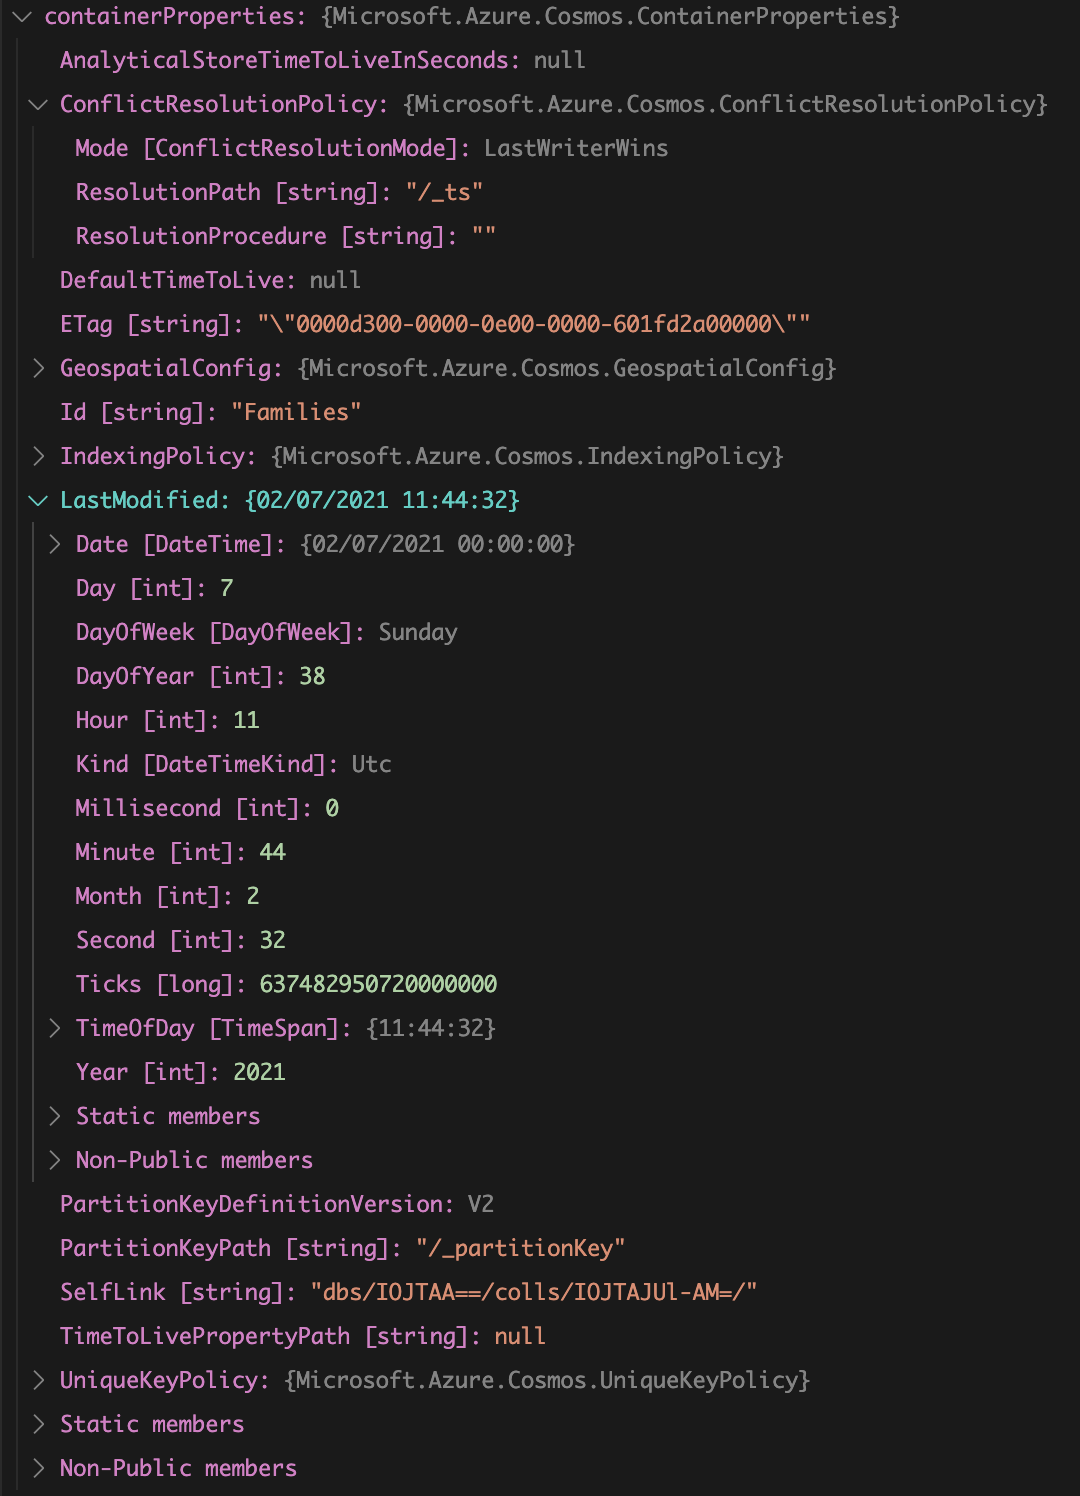 containerProperties: {Microsoft.Azure.Cosmos.ContainerProperties}
AnalyticalStoreTimeToLiveInSeconds: null
ConflictResolutionPolicy: {Microsoft.Azure.Cosmos.ConflictResolutionPolicy}
Mode [ConflictResolutionMode]: LastWriterWins
ResolutionPath [string]: "/_ts"
ResolutionProcedure [string]: ""
DefaultTimeToLive: null
ETag [string]: "\"0000d300-0000-0e00-0000-601fd2a00000\""
GeospatialConfig: {Microsoft.Azure.Cosmos.GeospatialConfig}
Id [string]: "Families"
IndexingPolicy: {Microsoft.Azure.Cosmos.IndexingPolicy}
LastModified: {02/07/2021 11:44:32}
Date [DateTime]: {02/07/2021 00:00:00}
Day [int]: 7
DayOfWeek [DayOfWeek]: Sunday
DayOfYear [int]: 38
Hour [int]: 11
Kind [DateTimeKind]: Utc
Millisecond [int]: 0
Minute [int]: 44
Month [int]: 2
Second [int]: 32
Ticks [long]: 637482950720000000
TimeOfDay [TimeSpan]: {11:44:32}
Year [int]: 2021
Static members
Non-Public members
PartitionKeyDefinitionVersion: V2
PartitionKeyPath [string]: "/_partitionKey"
SelfLink [string]: "dbs/IOJTAA==/colls/IOJTAJUl-AM=/"
TimeToLivePropertyPath [string]: null
UniqueKeyPolicy: {Microsoft.Azure.Cosmos.UniqueKeyPolicy}
Static members
Non-Public members